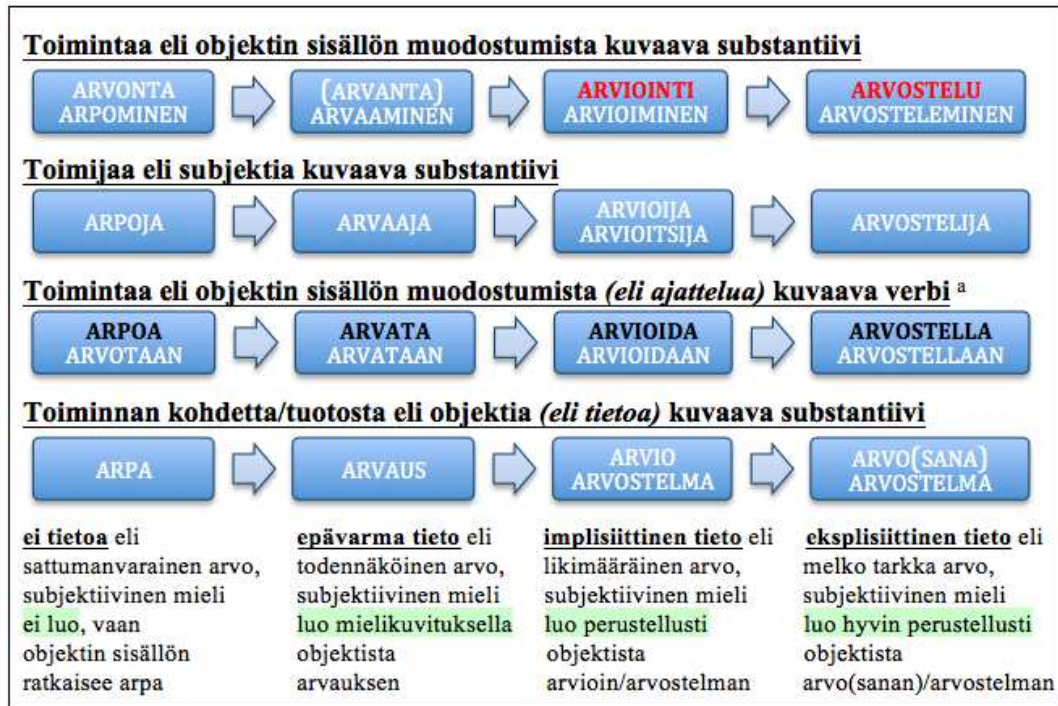 Toimintaa eli objektin sisällön muodostumista kuvaava substantiivi
ARVONTA
ARPOMINEN
(ARVANTA)
ARVAAMINEN
ARVIOINTI
ARVIOIMINEN
ARVOSTELU
ARVOSTELEMINEN
Toimijaa eli subjektia kuvaava substantiivi
ARPOJA
ARVAAJA
ARVIOIJA
ARVIOITSIJA
ARVOSTELIJA
Toimintaa eli objektin sisällön muodostumista (eli ajattelua) kuvaava verbi a
ARPOA
ARVOTAAN
ARVATA
ARVATAAN
ARVIOIDA
ARVIOIDAAN
ARVOSTELLA
ARVOSTELLAAN
Toiminnan kohdetta/tuotosta eli objektia (eli tietoa) kuvaava substantiivi
ARPA
ARVAUS
ARVIO
ARVOSTELMA
ARVO(SANA)
ARVOSTELMA
ei tietoa eli
sattumanvarainen arvo,
subjektiivinen mieli
ei luo, vaan
objektin sisällön
ratkaisee arpa
epävarma tieto eli
todennäköinen arvo,
subjektiivinen mieli
luo mielikuvituksella
objektista
arvauksen
implisiittinen tieto eli
likimääräinen arvo,
subjektiivinen mieli
luo perustellusti
objektista
arvioin/arvostelman
eksplisiittinen tieto eli
melko tarkka arvo,
subjektiivinen mieli
luo hyvin perustellusti
objektista
arvo(sanan)/arvostelman